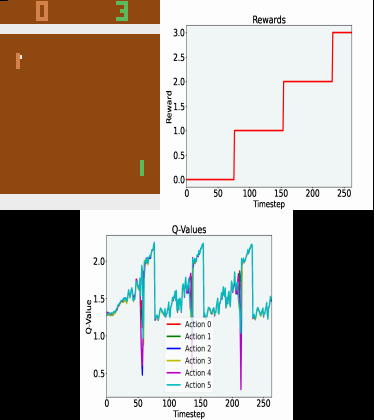 0 3
Rewards
3.0
2.5
2.0
1.5
1.0
0.5
0.0
Reward
0 50 100 150 200 250
Timestep
Q-Values
2.0
1.5
1.0
0.5
Q-Value
Action 0
Action 1
Action 2
Action 3
Action 4
Action 5
0 50 100 150 200 250
Timestep